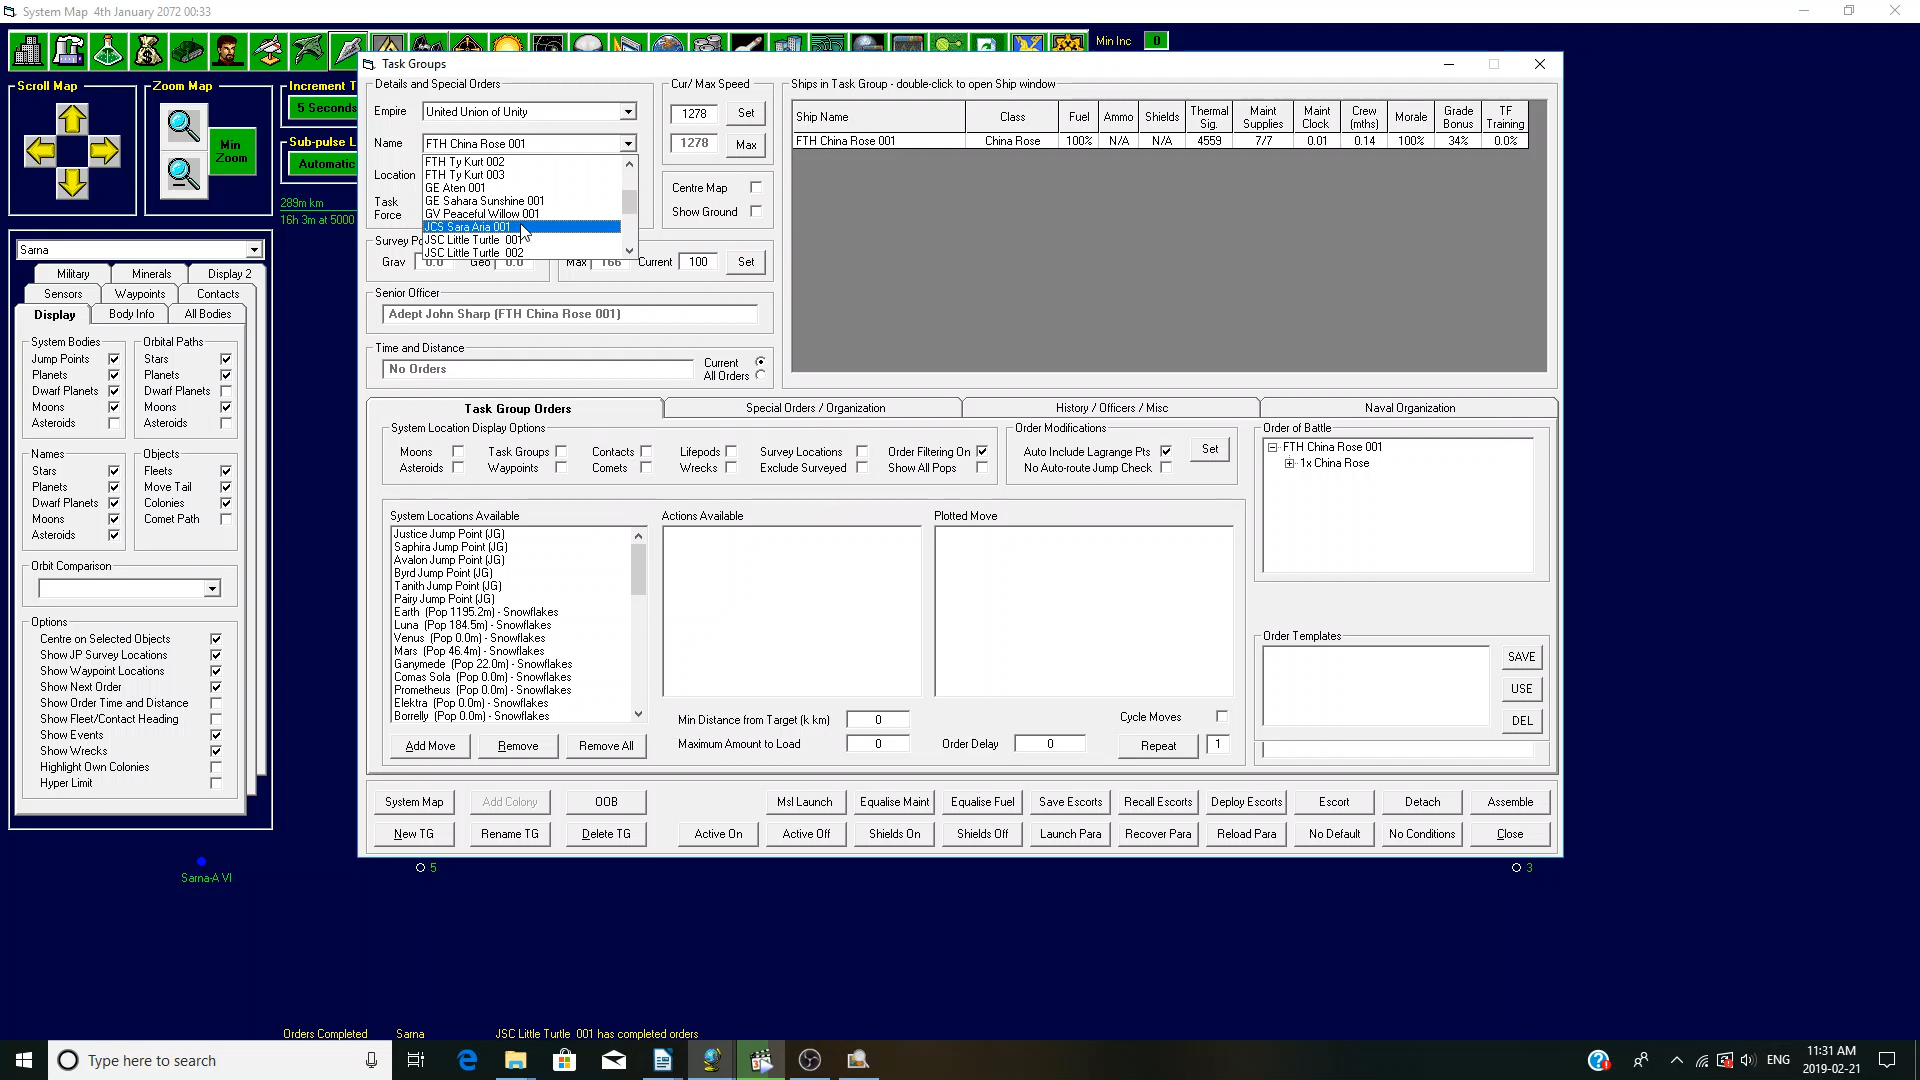 System Map  4th January 2072 00:33
Min Inc 0
Scroll Map
Zoom Map
Min Zoom
Increment T
5 Seconds
Sub-pulse L
Automatic
289m km
16h 3m at 5000
Sarna
Military Minerals Display 2
Sensors Waypoints Contacts
Display Body Info All Bodies
System Bodies
Jump Points
Planets
Dwarf Planets
Moons
Asteroids
Orbital Paths
Stars
Planets
Dwarf Planets
Moons
Asteroids
Names
Stars
Planets
Dwarf Planets
Moons
Asteroids
Objects
Fleets
Move Tail
Colonies
Comet Path
Orbit Comparison
Options
Centre on Selected Objects
Show JP Survey Locations
Show Waypoint Locations
Show Next Order
Show Order Time and Distance
Show Fleet/Contact Heading
Show Events
Show Wrecks
Highlight Own Colonies
Hyper Limit
Sarna-A VI
Task Groups
Details and Special Orders
Empire United Union of Unity
Name FTH China Rose 001
FTH Ty Kurt 002
FTH Ty Kurt 003
GE Aten 001
GE Sahara Sunshine 001
GV Peaceful Willow 001
JCS Sara Aria 001
JSC Little Turtle  001
JSC Little Turtle  002
Location
Task Force
Survey Po
Grav 0.0 Geo 0.0
Max 166 Current 100 Set
Cur/ Max Speed
1278 Set
1278 Max
Centre Map
Show Ground
Senior Officer
Adept John Sharp (FTH China Rose 001)
Time and Distance
No Orders
Current
All Orders
Ships in Task Group - double-click to open Ship window
Ship Name Class Fuel Ammo Shields Thermal Sig. Maint Supplies Maint Clock Crew (mths) Morale Grade Bonus TF Training
FTH China Rose 001 China Rose 100% N/A N/A 4559 7/7 0.01 0.14 100% 34% 0.0%
Task Group Orders Special Orders / Organization History / Officers / Misc Naval Organization
System Location Display Options
Moons Task Groups Contacts Lifepods Survey Locations Order Filtering On
Asteroids Waypoints Comets Wrecks Exclude Surveyed Show All Pops
Order Modifications
Auto Include Lagrange Pts
No Auto-route Jump Check
Set
Order of Battle
FTH China Rose 001
1x China Rose
System Locations Available
Justice Jump Point (JG)
Saphira Jump Point (JG)
Avalon Jump Point (JG)
Byrd Jump Point (JG)
Tanith Jump Point (JG)
Pairy Jump Point (JG)
Earth  (Pop 1195.2m) - Snowflakes
Luna  (Pop 184.5m) - Snowflakes
Venus  (Pop 0.0m) - Snowflakes
Mars  (Pop 46.4m) - Snowflakes
Ganymede  (Pop 22.0m) - Snowflakes
Comas Sola  (Pop 0.0m) - Snowflakes
Prometheus  (Pop 0.0m) - Snowflakes
Elektra  (Pop 0.0m) - Snowflakes
Borrelly  (Pop 0.0m) - Snowflakes
Actions Available
Plotted Move
Order Templates
SAVE
USE
DEL
Min Distance from Target (k km) 0
Maximum Amount to Load 0
Order Delay 0
Cycle Moves
Repeat 1
Add Move Remove Remove All
System Map Add Colony OOB Msl Launch Equalise Maint Equalise Fuel Save Escorts Recall Escorts Deploy Escorts Escort Detach Assemble
New TG Rename TG Delete TG Active On Active Off Shields On Shields Off Launch Para Recover Para Reload Para No Default No Conditions Close
5
3
Orders Completed Sarna JSC Little Turtle  001 has completed orders
Type here to search
ENG
11:31 AM
2019-02-21